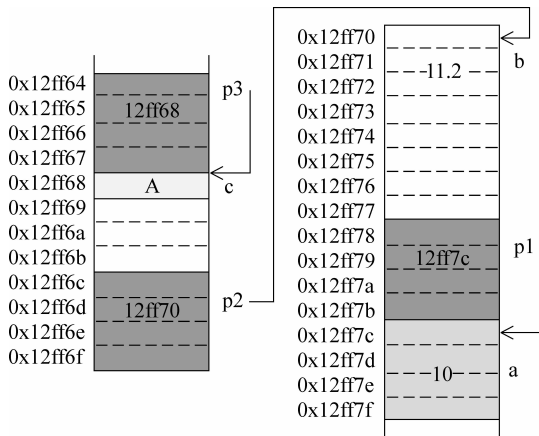 0x12ff64
0x12ff65
0x12ff66
0x12ff67
0x12ff68
0x12ff69
0x12ff6a
0x12ff6b
0x12ff6c
0x12ff6d
0x12ff6e
0x12ff6f
12ff68
A
12ff70
p3
c
p2
0x12ff70
0x12ff71
0x12ff72
0x12ff73
0x12ff74
0x12ff75
0x12ff76
0x12ff77
0x12ff78
0x12ff79
0x12ff7a
0x12ff7b
0x12ff7c
0x12ff7d
0x12ff7e
0x12ff7f
11.2
12ff7c
10
b
p1
a